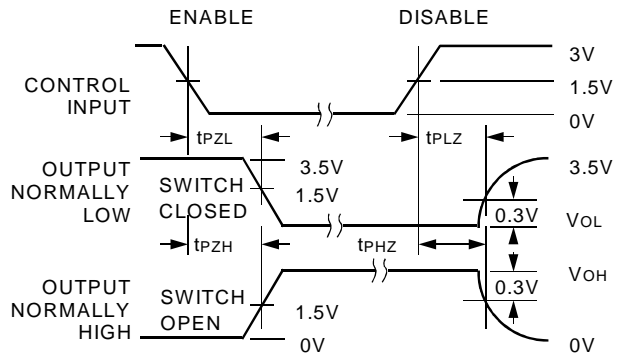 ENABLE DISABLE
3V
CONTROL
INPUT
1.5V
0V
tPZL tPLZ
OUTPUT
NORMALLY
LOW
SWITCH
CLOSED
3.5V
1.5V
3.5V
0.3V
VOL
tPZH tPHZ
VOH
0.3V
OUTPUT
NORMALLY
HIGH
SWITCH
OPEN
1.5V
0V
0V